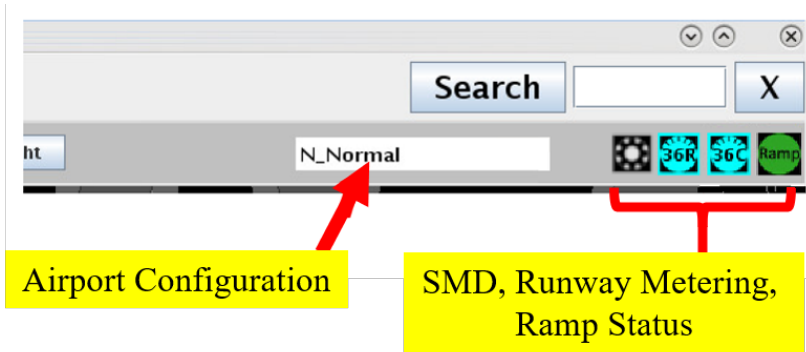 Search X
ht N_Normal 36R 36C Ramp
Airport Configuration
SMD, Runway Metering,
Ramp Status